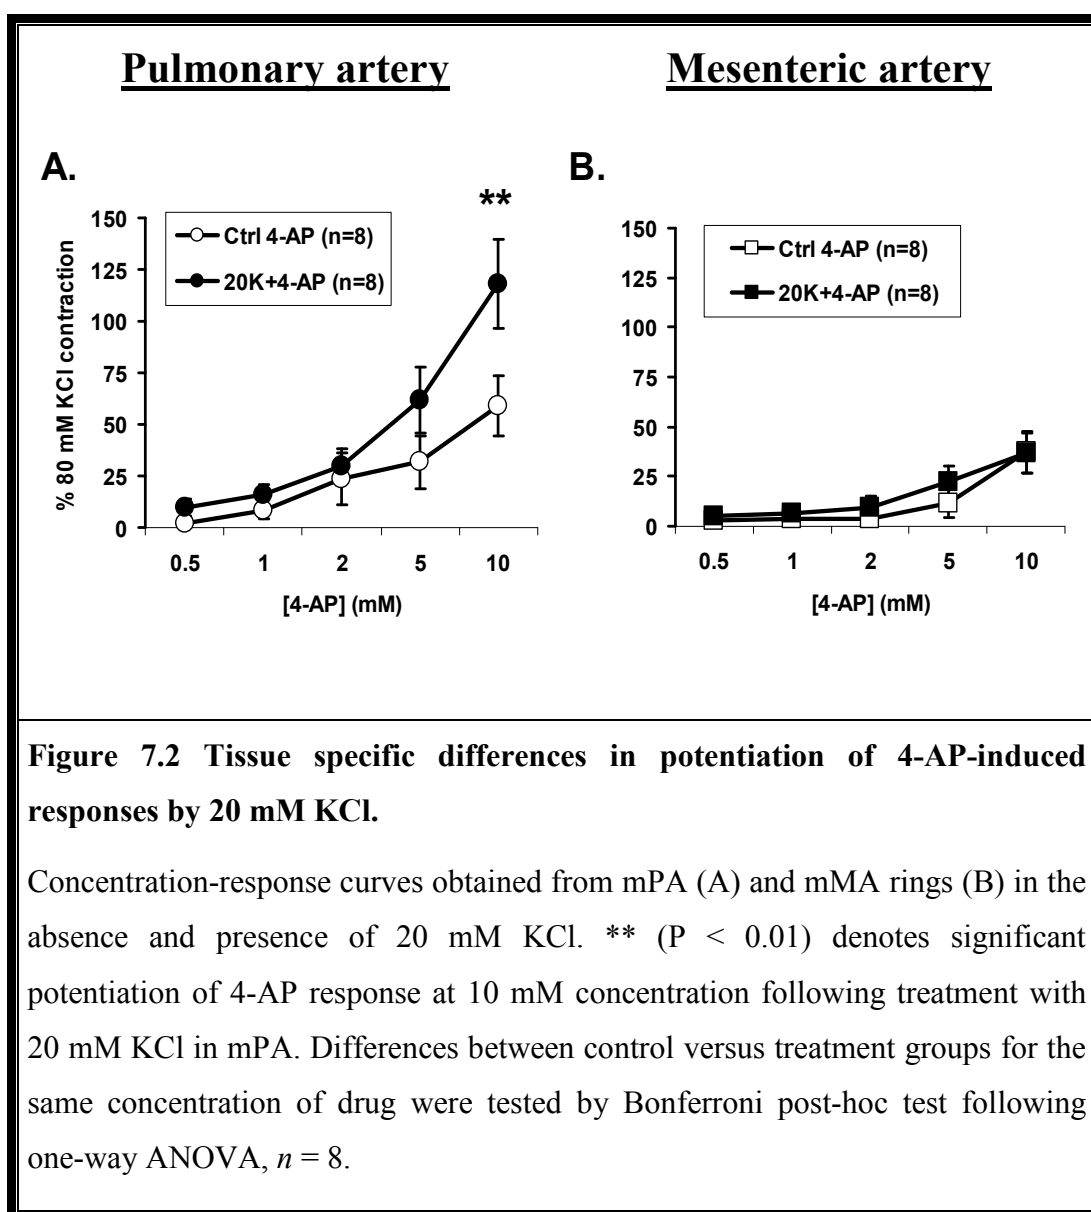 Pulmonary artery
Mesenteric artery
A.
**
% 80 mM KCl contraction
150
125
100
75
50
25
0
Ctrl 4-AP (n=8)
20K+4-AP (n=8)
0.5 1 2 5 10
[4-AP] (mM)
B.
150
125
100
75
50
25
0
Ctrl 4-AP (n=8)
20K+4-AP (n=8)
0.5 1 2 5 10
[4-AP] (mM)
Figure 7.2 Tissue specific differences in potentiation of 4-AP-induced
responses by 20 mM KCl.
Concentration-response curves obtained from mPA (A) and mMA rings (B) in the
absence and presence of 20 mM KCl. ** (P < 0.01) denotes significant
potentiation of 4-AP response at 10 mM concentration following treatment with
20 mM KCl in mPA. Differences between control versus treatment groups for the
same concentration of drug were tested by Bonferroni post-hoc test following
one-way ANOVA, n = 8.